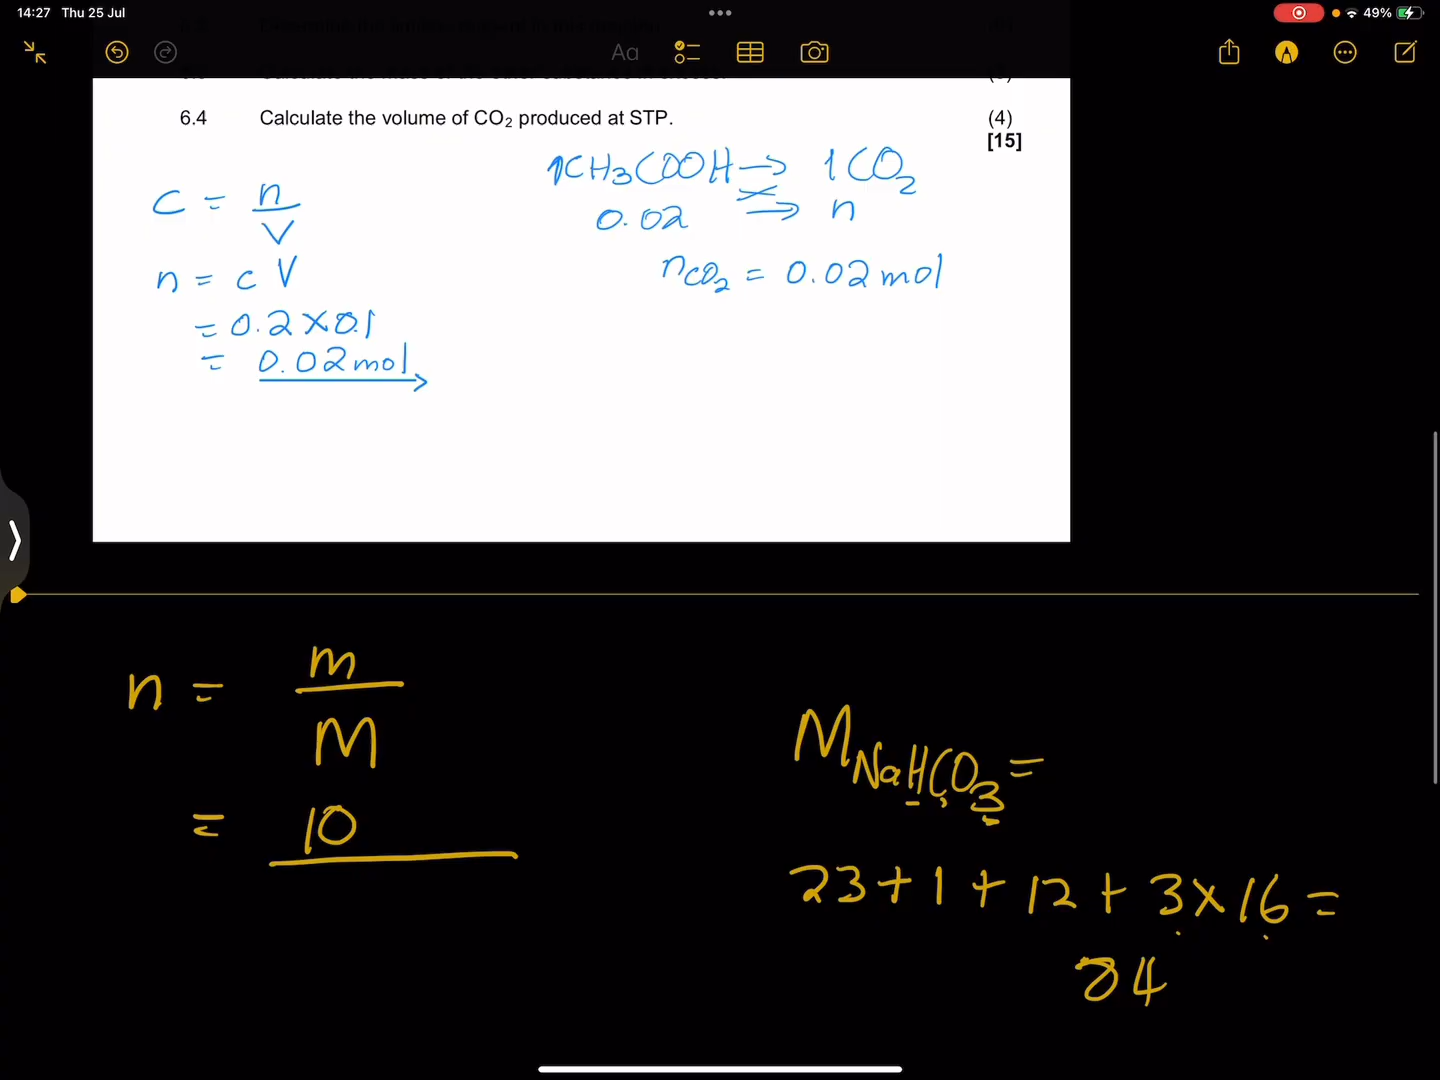 14:27 Thu 25 Jul
49%
Aa
6.4 Calculate the volume of CO₂ produced at STP. (4)
[15]
1CH₃COOH → 1CO₂
0.02 → n
nCO₂ = 0.02 mol
c = n/V
n = c V
= 0.2 × 0.1
= 0.02 mol
n = m/M
= 10
M NaHCO₃ =
23 + 1 + 12 + 3 × 16 =
84